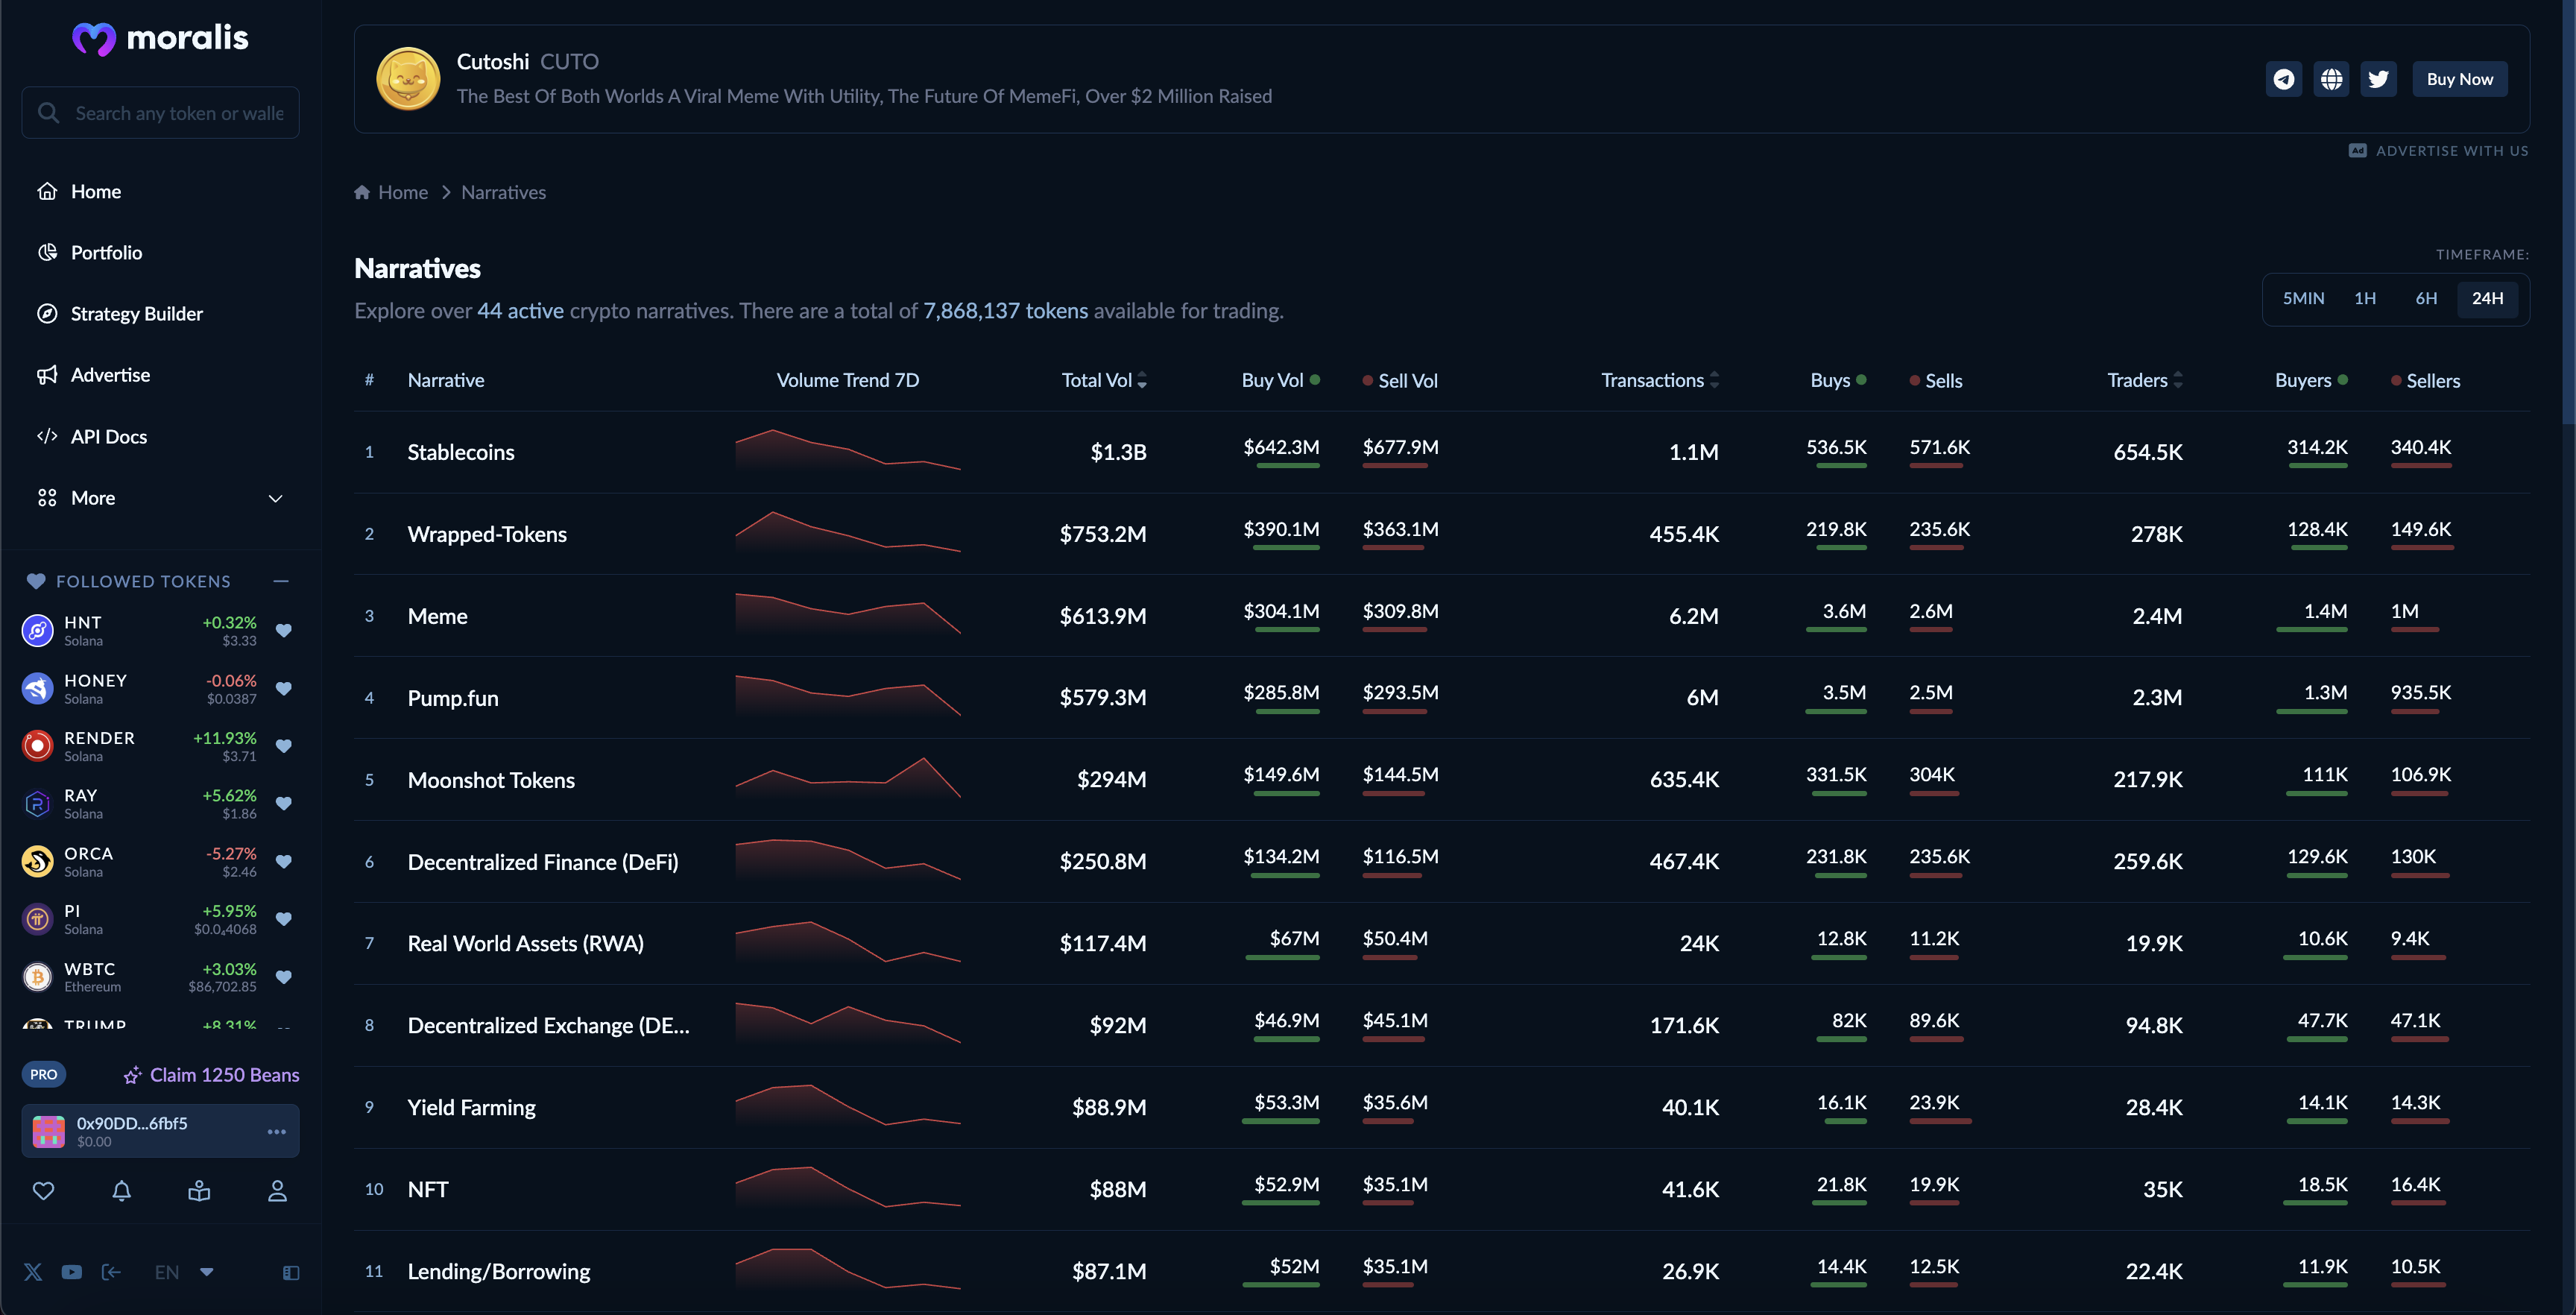 moralis
Search any token or walle
Home
Portfolio
Strategy Builder
Advertise
API Docs
More
FOLLOWED TOKENS
HNT +0.32%
Solana $3.33
HONEY -0.06%
Solana $0.0387
RENDER +11.93%
Solana $3.71
RAY +5.62%
Solana $1.86
ORCA -5.27%
Solana $2.46
PI +5.95%
Solana $0.0₄4068
WBTC +3.03%
Ethereum $86,702.85
TRUMP +8.31%
PRO Claim 1250 Beans
0x90DD...6fbf5
$0.00
EN
Cutoshi CUTO
The Best Of Both Worlds A Viral Meme With Utility, The Future Of MemeFi, Over $2 Million Raised
Buy Now
Ad ADVERTISE WITH US
Home > Narratives
Narratives
Explore over 44 active crypto narratives. There are a total of 7,868,137 tokens available for trading.
TIMEFRAME:
5MIN 1H 6H 24H
# Narrative Volume Trend 7D Total Vol Buy Vol Sell Vol Transactions Buys Sells Traders Buyers Sellers
1 Stablecoins $1.3B $642.3M $677.9M 1.1M 536.5K 571.6K 654.5K 314.2K 340.4K
2 Wrapped-Tokens $753.2M $390.1M $363.1M 455.4K 219.8K 235.6K 278K 128.4K 149.6K
3 Meme $613.9M $304.1M $309.8M 6.2M 3.6M 2.6M 2.4M 1.4M 1M
4 Pump.fun $579.3M $285.8M $293.5M 6M 3.5M 2.5M 2.3M 1.3M 935.5K
5 Moonshot Tokens $294M $149.6M $144.5M 635.4K 331.5K 304K 217.9K 111K 106.9K
6 Decentralized Finance (DeFi) $250.8M $134.2M $116.5M 467.4K 231.8K 235.6K 259.6K 129.6K 130K
7 Real World Assets (RWA) $117.4M $67M $50.4M 24K 12.8K 11.2K 19.9K 10.6K 9.4K
8 Decentralized Exchange (DE... $92M $46.9M $45.1M 171.6K 82K 89.6K 94.8K 47.7K 47.1K
9 Yield Farming $88.9M $53.3M $35.6M 40.1K 16.1K 23.9K 28.4K 14.1K 14.3K
10 NFT $88M $52.9M $35.1M 41.6K 21.8K 19.9K 35K 18.5K 16.4K
11 Lending/Borrowing $87.1M $52M $35.1M 26.9K 14.4K 12.5K 22.4K 11.9K 10.5K